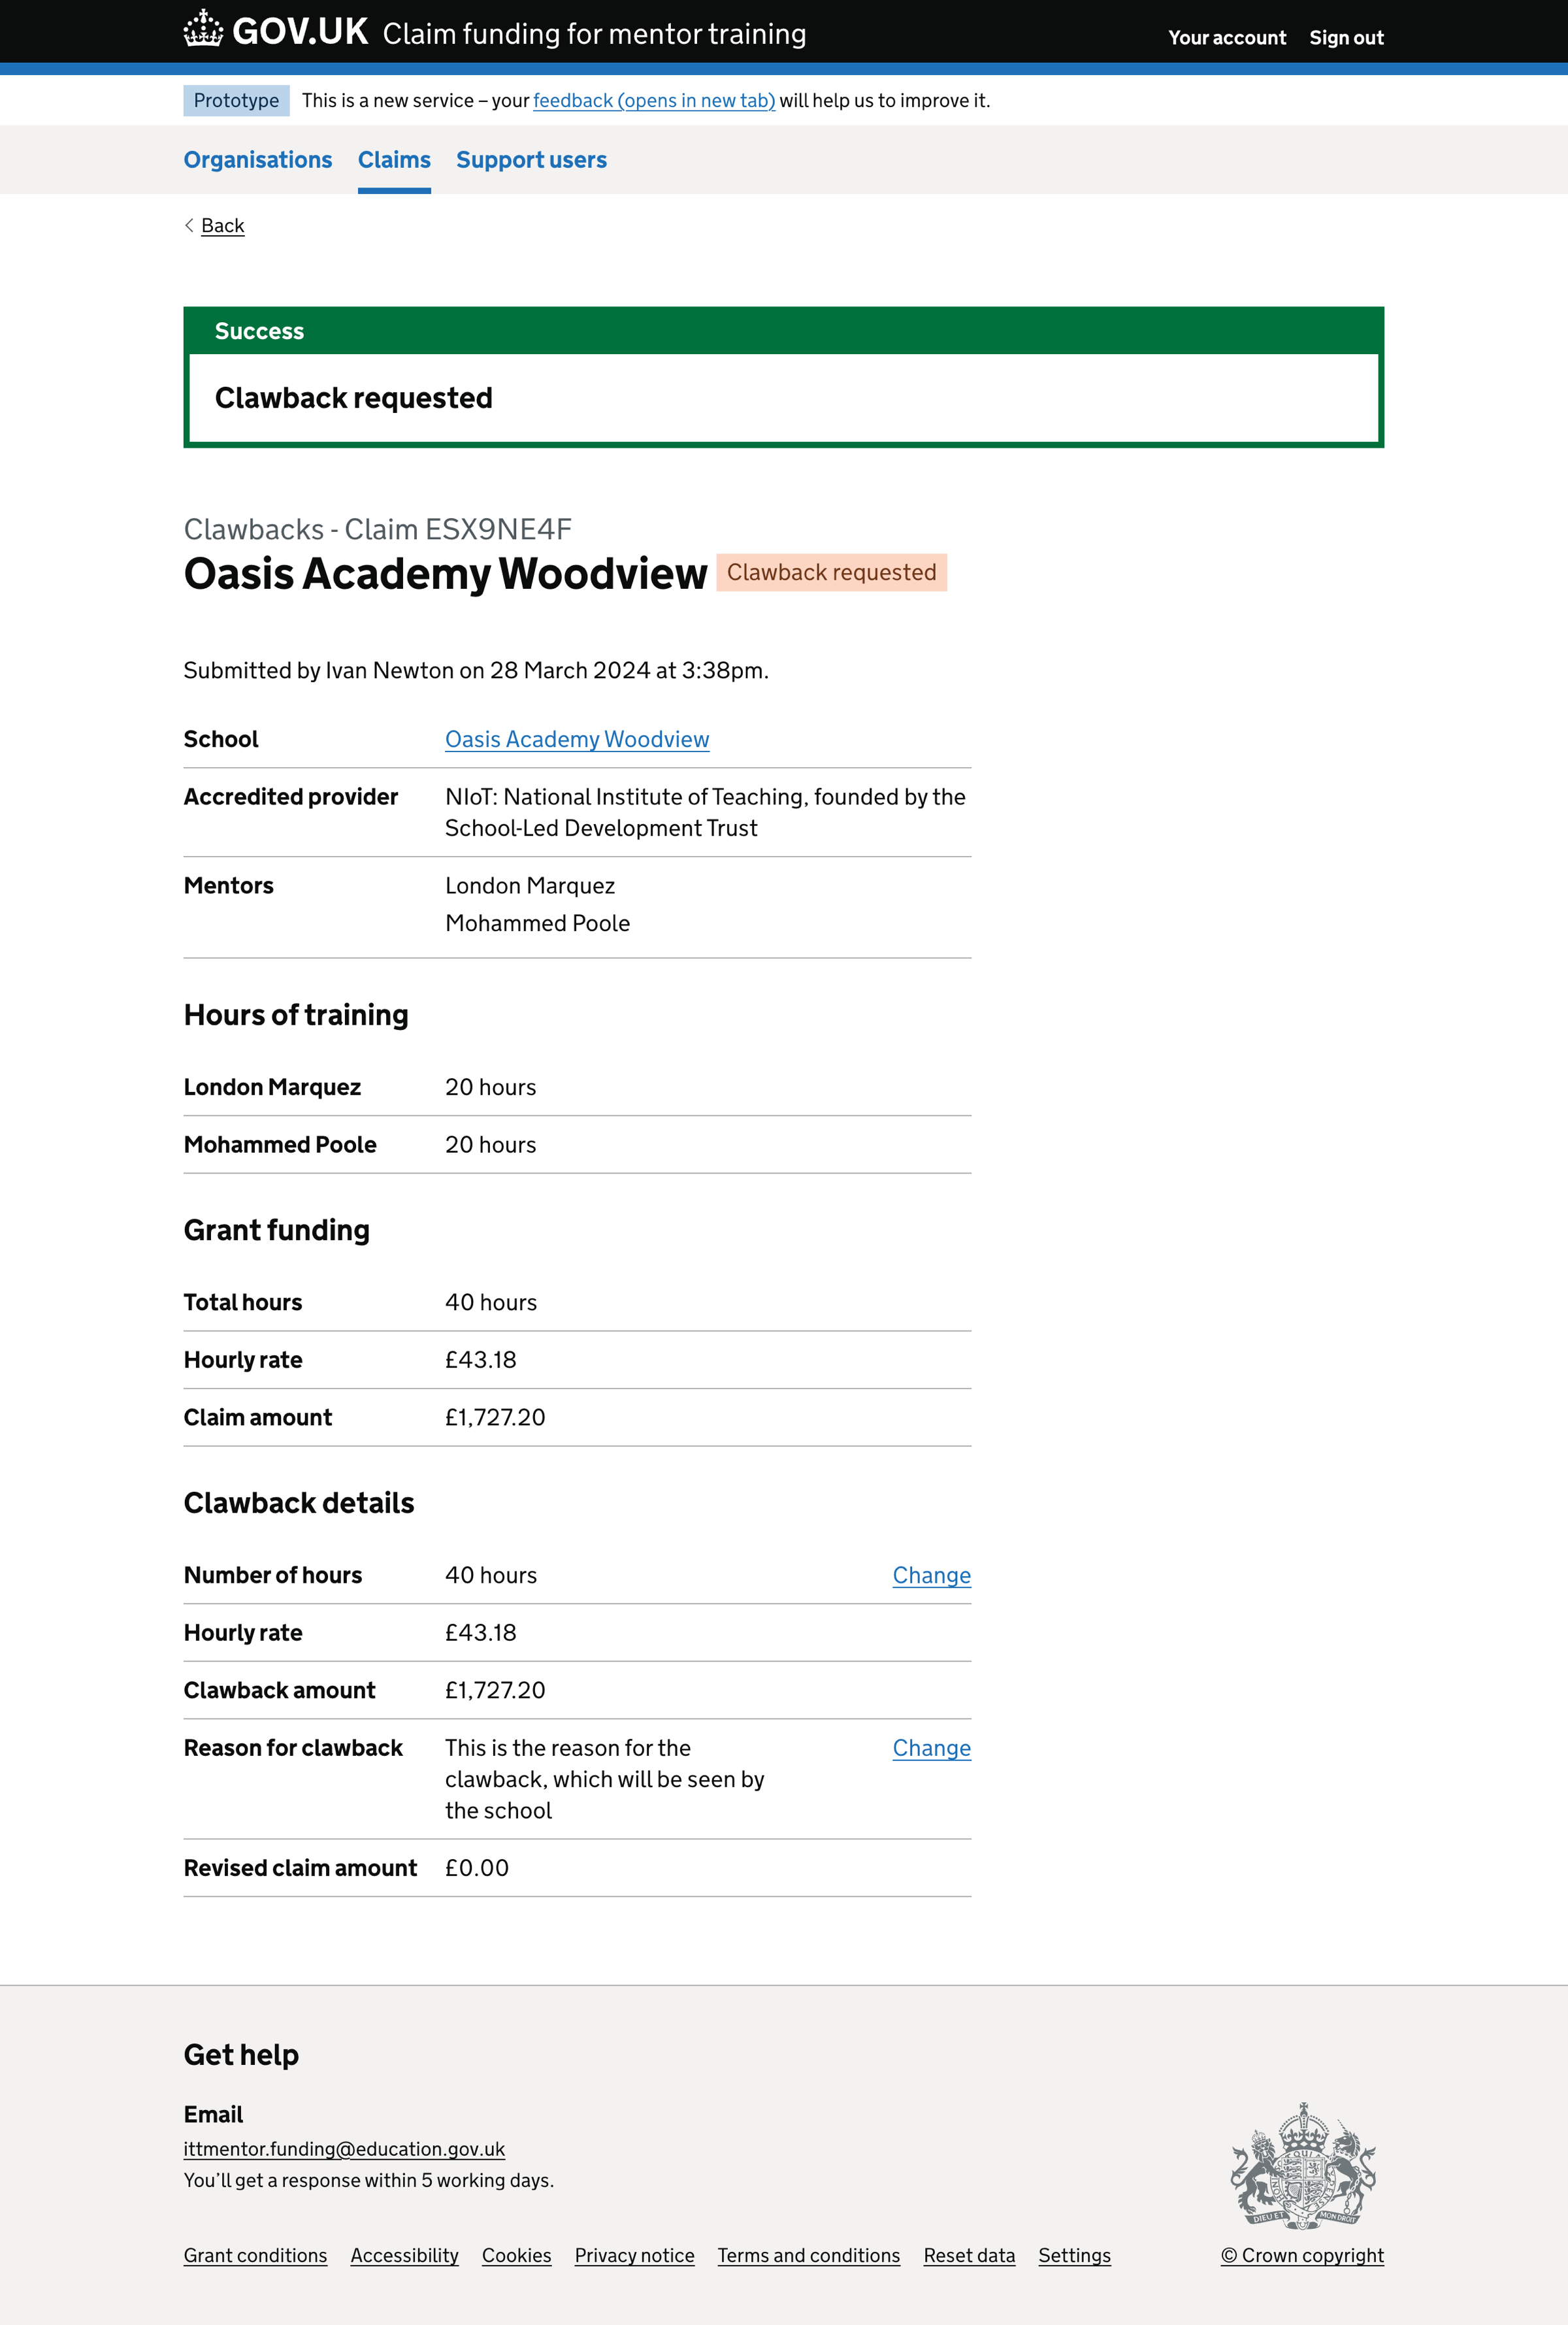 GOV.UK Claim funding for mentor training
Your account Sign out
Prototype This is a new service – your feedback (opens in new tab) will help us to improve it.
Organisations Claims Support users
Back
Success
Clawback requested
Clawbacks - Claim ESX9NE4F
Oasis Academy Woodview Clawback requested
Submitted by Ivan Newton on 28 March 2024 at 3:38pm.
School Oasis Academy Woodview
Accredited provider NIoT: National Institute of Teaching, founded by the
School-Led Development Trust
Mentors London Marquez
Mohammed Poole
Hours of training
London Marquez 20 hours
Mohammed Poole 20 hours
Grant funding
Total hours 40 hours
Hourly rate £43.18
Claim amount £1,727.20
Clawback details
Number of hours 40 hours Change
Hourly rate £43.18
Clawback amount £1,727.20
Reason for clawback This is the reason for the Change
clawback, which will be seen by
the school
Revised claim amount £0.00
Get help
Email
ittmentor.funding@education.gov.uk
You’ll get a response within 5 working days.
DIEU ET MON DROIT
Grant conditions Accessibility Cookies Privacy notice Terms and conditions Reset data Settings © Crown copyright